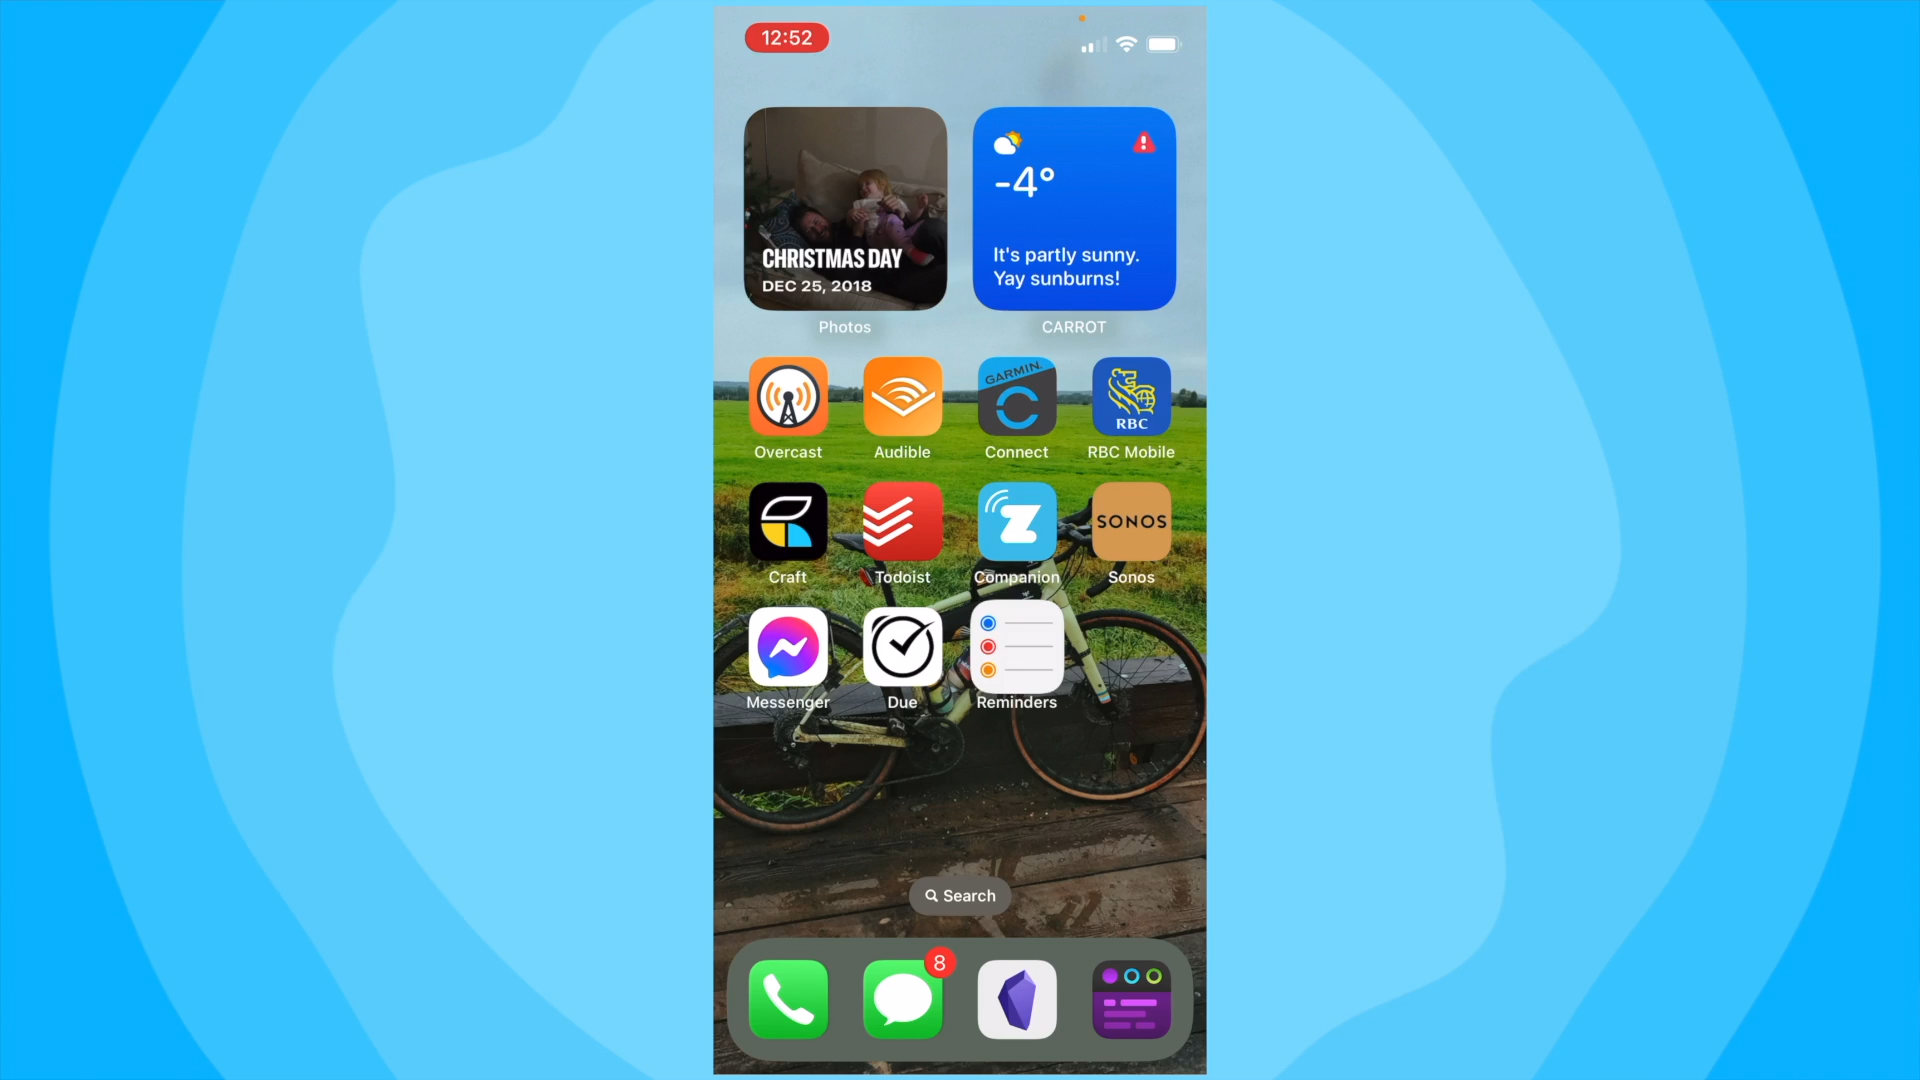 12:52
CHRISTMAS DAY
DEC 25, 2018
Photos
-4°
It's partly sunny.
Yay sunburns!
CARROT
GARMIN.
RBC
Overcast
Audible
Connect
RBC Mobile
SONOS
Craft
Todoist
Companion
Sonos
Messenger
Due
Reminders
Search
8